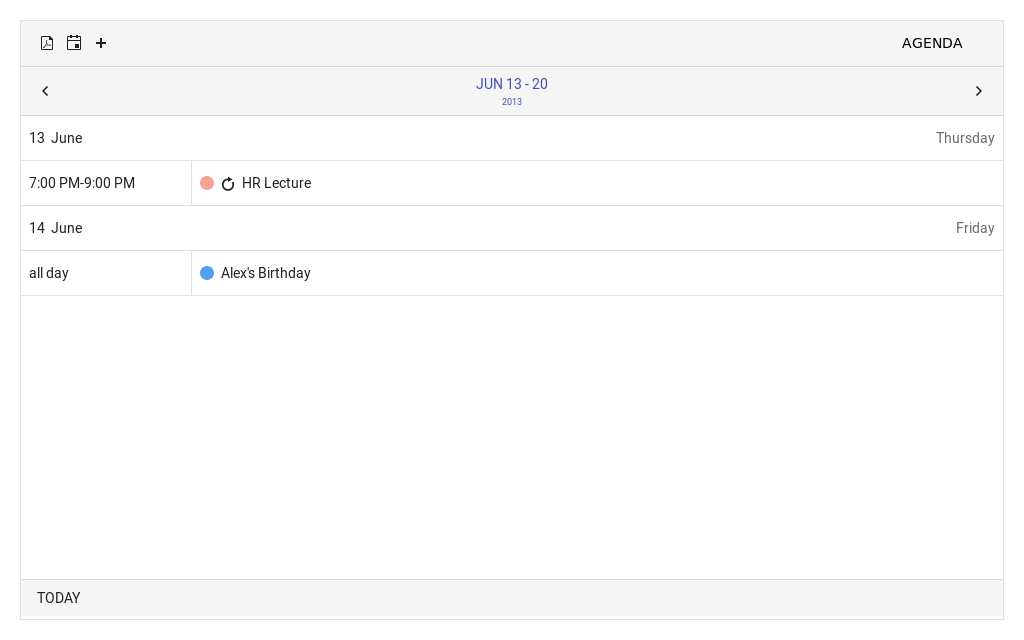 AGENDA
JUN 13 - 20
2013
13 June Thursday
7:00 PM-9:00 PM HR Lecture
14 June Friday
all day Alex's Birthday
TODAY